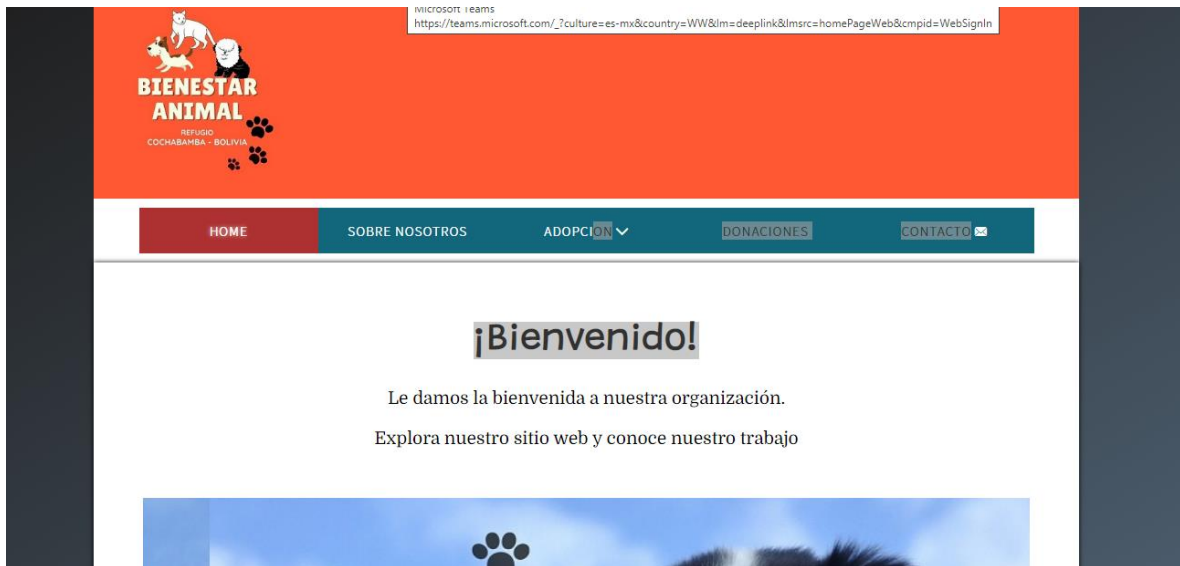 Microsoft Teams
https://teams.microsoft.com/_?culture=es-mx&country=WW&lm=deeplink&lmsrc=homePageWeb&cmpid=WebSignIn
BIENESTAR
ANIMAL
REFUGIO
COCHABAMBA - BOLIVIA
HOME SOBRE NOSOTROS ADOPCION DONACIONES CONTACTO
¡Bienvenido!
Le damos la bienvenida a nuestra organización.
Explora nuestro sitio web y conoce nuestro trabajo